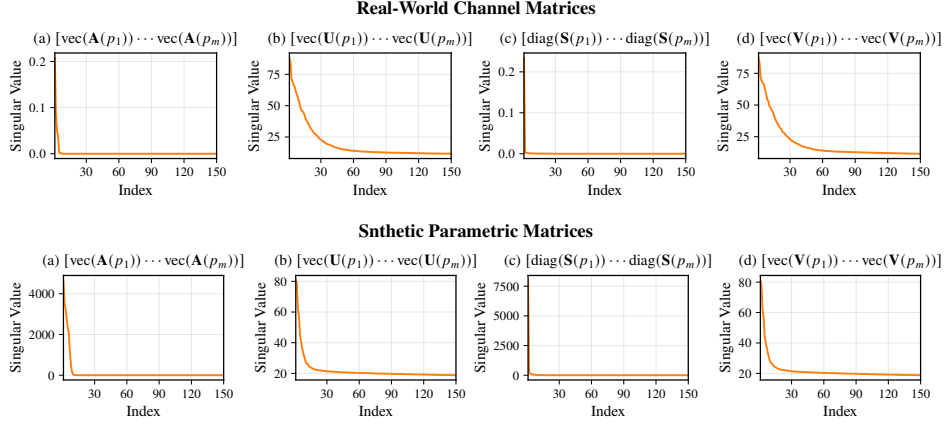 Real-World Channel Matrices
(a) [vec(A(p₁)) ⋯ vec(A(pₘ))]
(b) [vec(U(p₁)) ⋯ vec(U(pₘ))]
(c) [diag(S(p₁)) ⋯ diag(S(pₘ))]
(d) [vec(V(p₁)) ⋯ vec(V(pₘ))]
Singular Value
0.2
0.1
0.0
30 60 90 120 150
Index
Singular Value
75
50
25
30 60 90 120 150
Index
Singular Value
0.2
0.1
0.0
30 60 90 120 150
Index
Singular Value
75
50
25
30 60 90 120 150
Index
Snthetic Parametric Matrices
(a) [vec(A(p₁)) ⋯ vec(A(pₘ))]
(b) [vec(U(p₁)) ⋯ vec(U(pₘ))]
(c) [diag(S(p₁)) ⋯ diag(S(pₘ))]
(d) [vec(V(p₁)) ⋯ vec(V(pₘ))]
Singular Value
4000
2000
0
30 60 90 120 150
Index
Singular Value
80
60
40
20
30 60 90 120 150
Index
Singular Value
7500
5000
2500
0
30 60 90 120 150
Index
Singular Value
80
60
40
20
30 60 90 120 150
Index